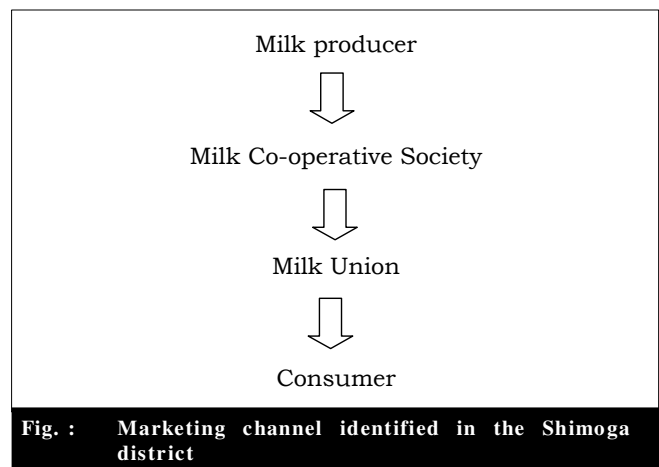 Milk producer
Milk Co-operative Society
Milk Union
Consumer
Fig. : Marketing channel identified in the Shimoga
district